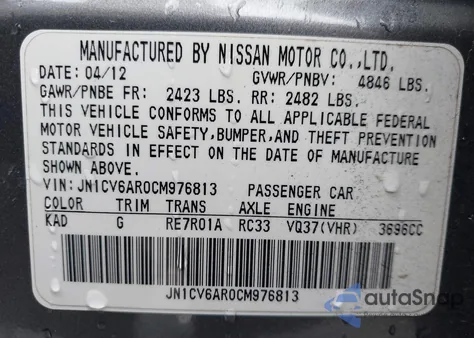 MANUFACTURED BY NISSAN MOTOR CO.,LTD.
DATE: 04/12 GVWR/PNBV: 4846 LBS.
GAWR/PNBE FR: 2423 LBS. RR: 2482 LBS.
THIS VEHICLE CONFORMS TO ALL APPLICABLE FEDERAL
MOTOR VEHICLE SAFETY,BUMPER,AND THEFT PREVENTION
STANDARDS IN EFFECT ON THE DATE OF MANUFACTURE
SHOWN ABOVE.
VIN:JN1CV6AR0CM976813 PASSENGER CAR
COLOR TRIM TRANS AXLE ENGINE
KAD G RE7R01A RC33 VQ37(VHR) 3696CC
JN1CV6AR0CM976813
autoSnap